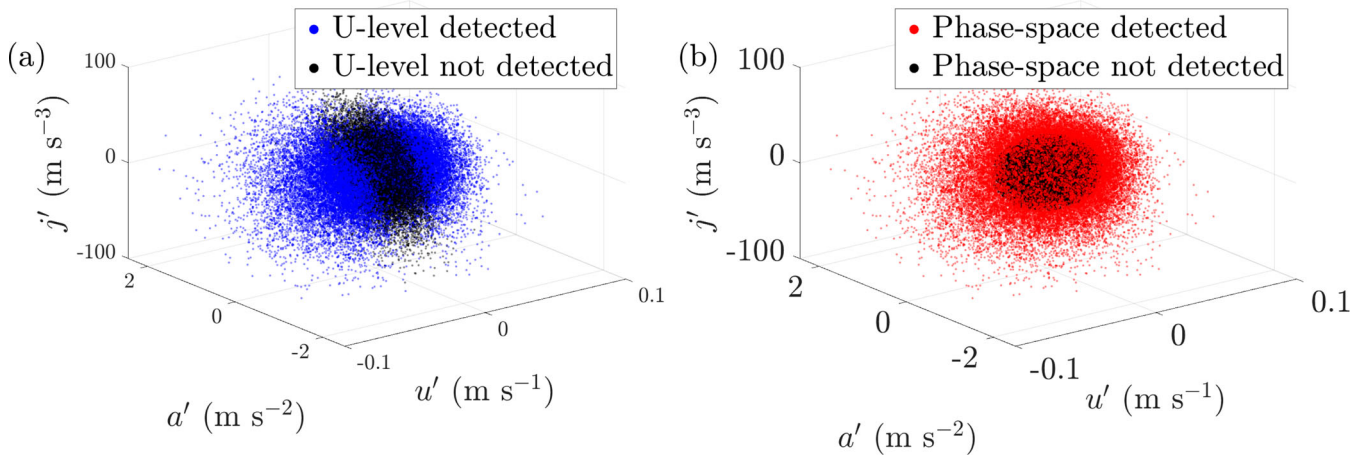 (a)
U-level detected
U-level not detected
100
0
-100
j′ (m s⁻³)
2
0
-2
a′ (m s⁻²)
-0.1
0
0.1
u′ (m s⁻¹)
(b)
Phase-space detected
Phase-space not detected
100
0
-100
j′ (m s⁻³)
2
0
-2
a′ (m s⁻²)
-0.1
0
0.1
u′ (m s⁻¹)